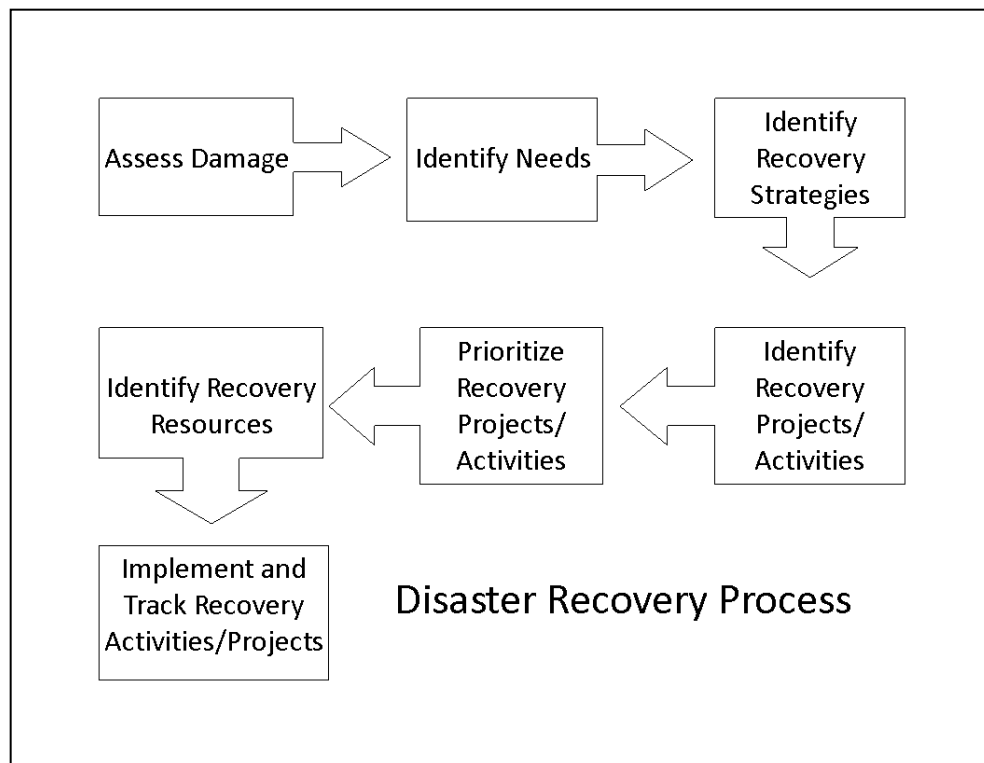 Assess Damage
Identify Needs
Identify
Recovery
Strategies
Identify
Recovery
Projects/
Activities
Prioritize
Recovery
Projects/
Activities
Identify Recovery
Resources
Implement and
Track Recovery
Activities/Projects
Disaster Recovery Process